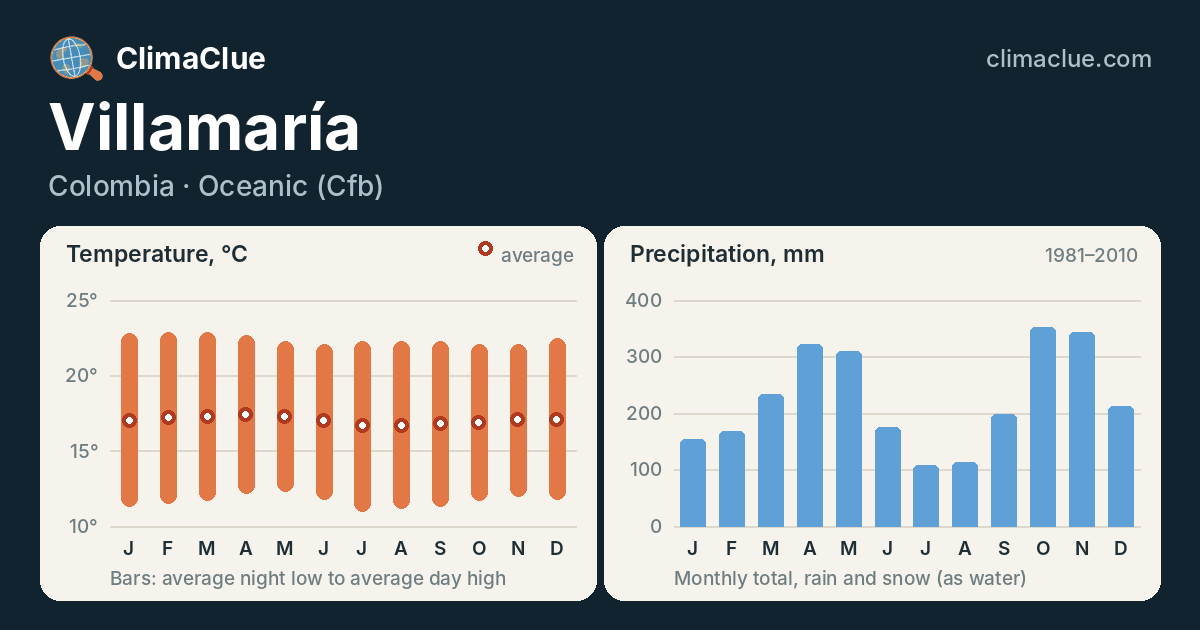 ClimaClue
climaclue.com
Villamaría
Colombia · Oceanic (Cfb)
Temperature, °C
average
25°
20°
15°
10°
J F M A M J J A S O N D
Bars: average night low to average day high
Precipitation, mm
1981–2010
400
300
200
100
0
J F M A M J J A S O N D
Monthly total, rain and snow (as water)